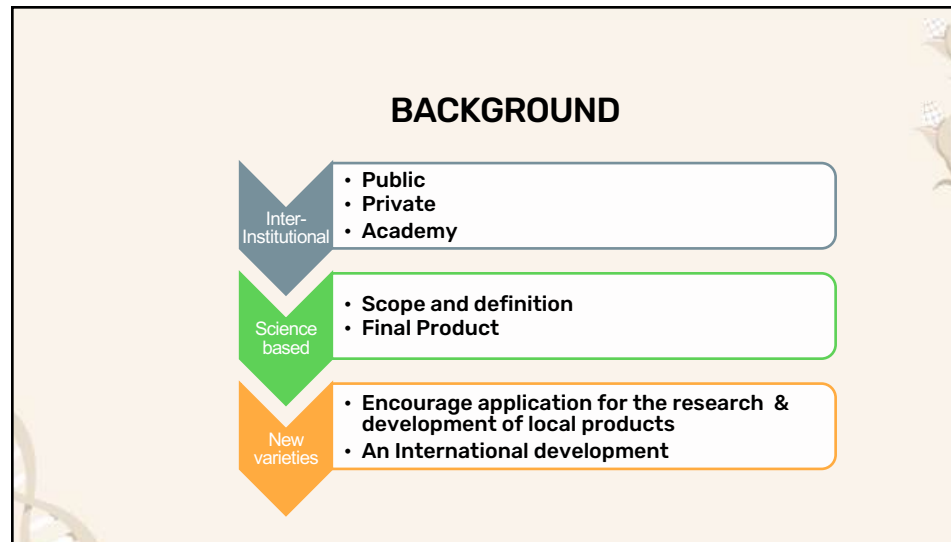 BACKGROUND
Inter-
Institutional
• Public
• Private
• Academy
Science
based
• Scope and definition
• Final Product
New
varieties
• Encourage application for the research &
development of local products
• An International development